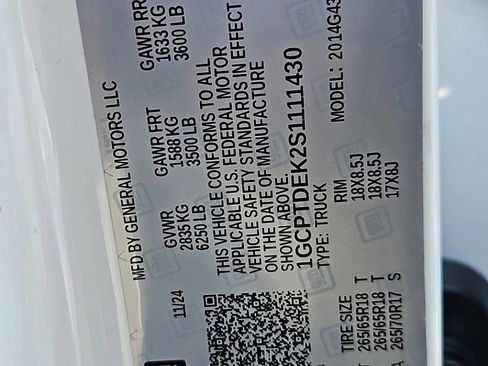 MFD BY GENERAL MOTORS LLC
11/24 GVWR GAWR FRT GAWR RR
2835 KG 1588 KG 1633 KG
6250 LB 3500 LB 3600 LB
THIS VEHICLE CONFORMS TO ALL
APPLICABLE U.S. FEDERAL MOTOR
VEHICLE SAFETY STANDARDS IN EFFECT
ON THE DATE OF MANUFACTURE
SHOWN ABOVE.
1GCPTDEK2S1111430
TYPE: TRUCK MODEL: 2014G43
TIRE SIZE RIM
265/65R18 T 18X8.5J
265/65R18 T 18X8.5J
265/70R17 S 17X8J